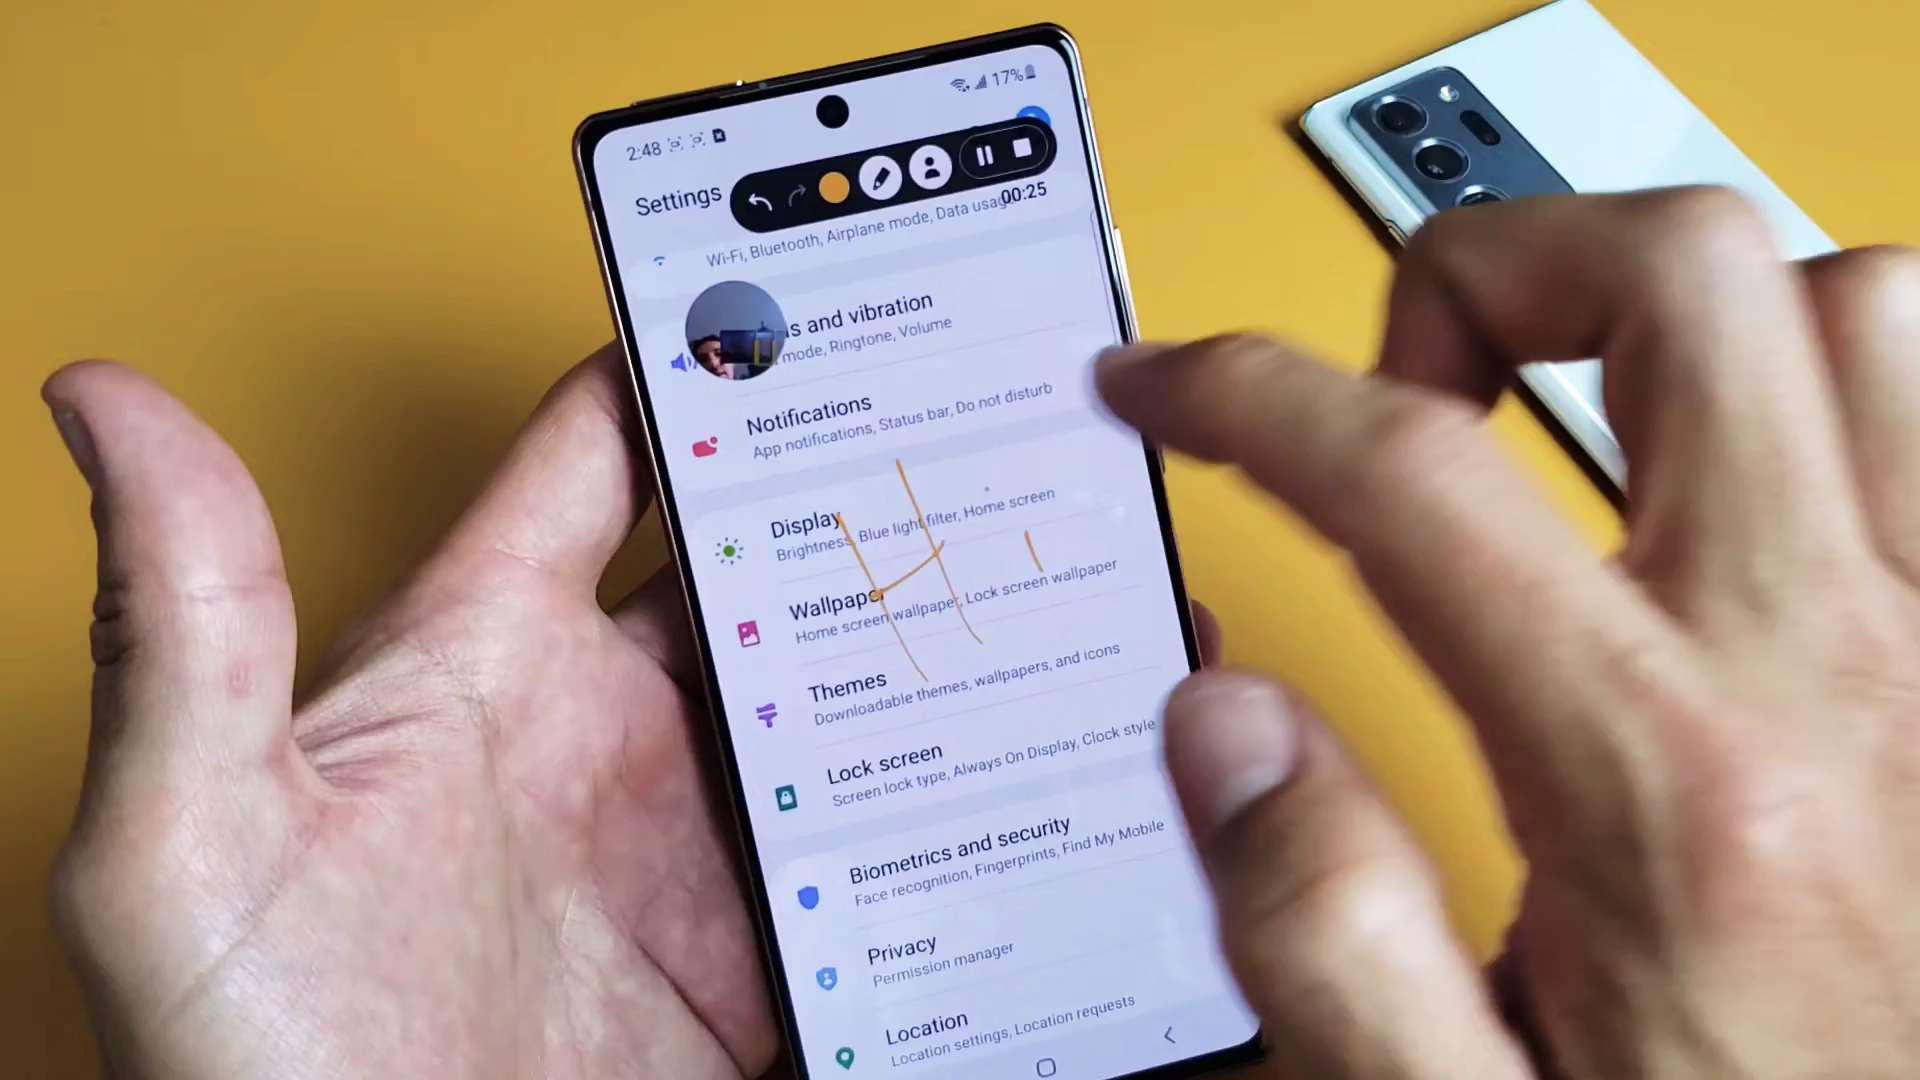 2:48
17%
Settings
00:25
Wi-Fi, Bluetooth, Airplane mode, Data usage
s and vibration
mode, Ringtone, Volume
Notifications
App notifications, Status bar, Do not disturb
Display
Brightness, Blue light filter, Home screen
HI
Wallpaper
Home screen wallpaper, Lock screen wallpaper
Themes
Downloadable themes, wallpapers, and icons
Lock screen
Screen lock type, Always On Display, Clock style
Biometrics and security
Face recognition, Fingerprints, Find My Mobile
Privacy
Permission manager
Location
Location settings, Location requests